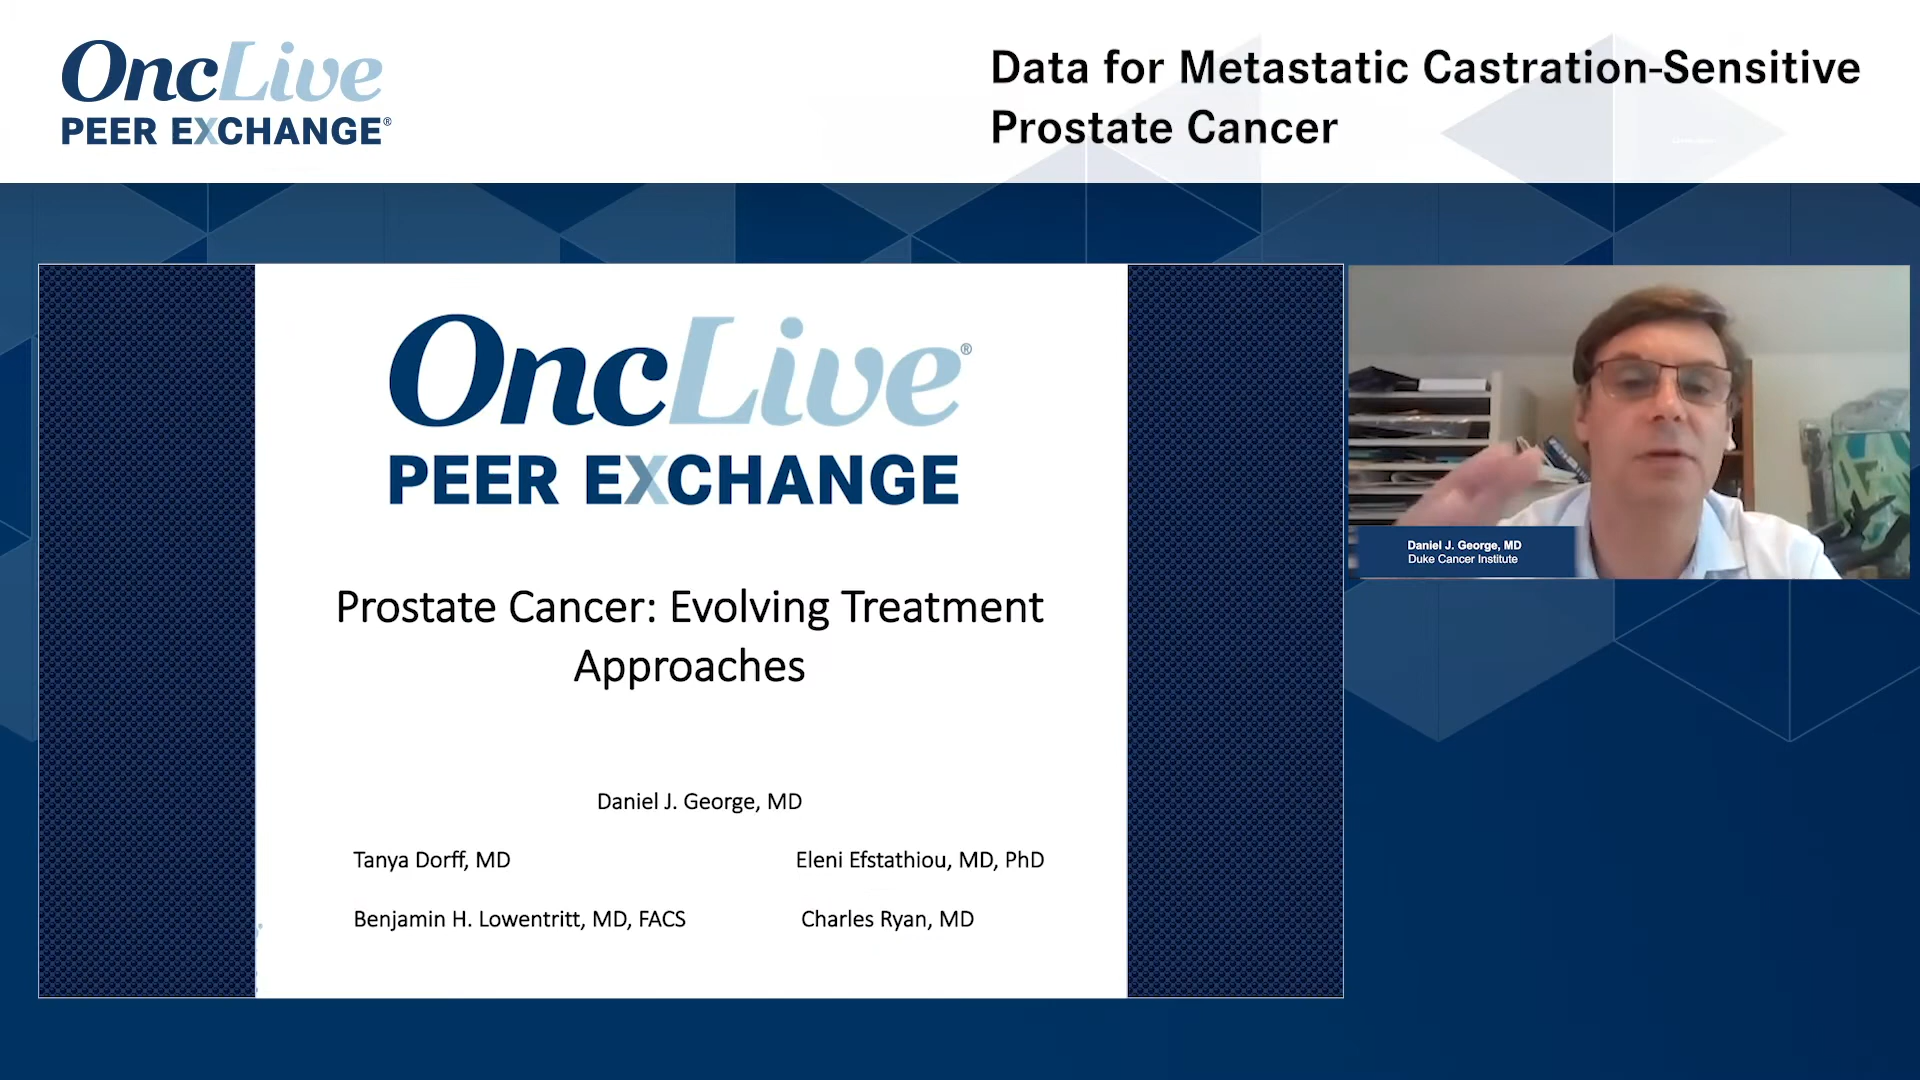 OncLive
PEER EXCHANGE®
Data for Metastatic Castration-Sensitive
Prostate Cancer
OncLive®
PEER EXCHANGE
Prostate Cancer: Evolving Treatment
Approaches
Daniel J. George, MD
Tanya Dorff, MD
Eleni Efstathiou, MD, PhD
Benjamin H. Lowentritt, MD, FACS
Charles Ryan, MD
Daniel J. George, MD
Duke Cancer Institute